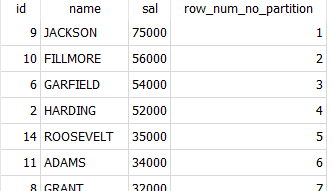 id name sal row_num_no_partition
9 JACKSON 75000 1
10 FILLMORE 56000 2
6 GARFIELD 54000 3
2 HARDING 52000 4
14 ROOSEVELT 35000 5
11 ADAMS 34000 6
8 GRANT 32000 7